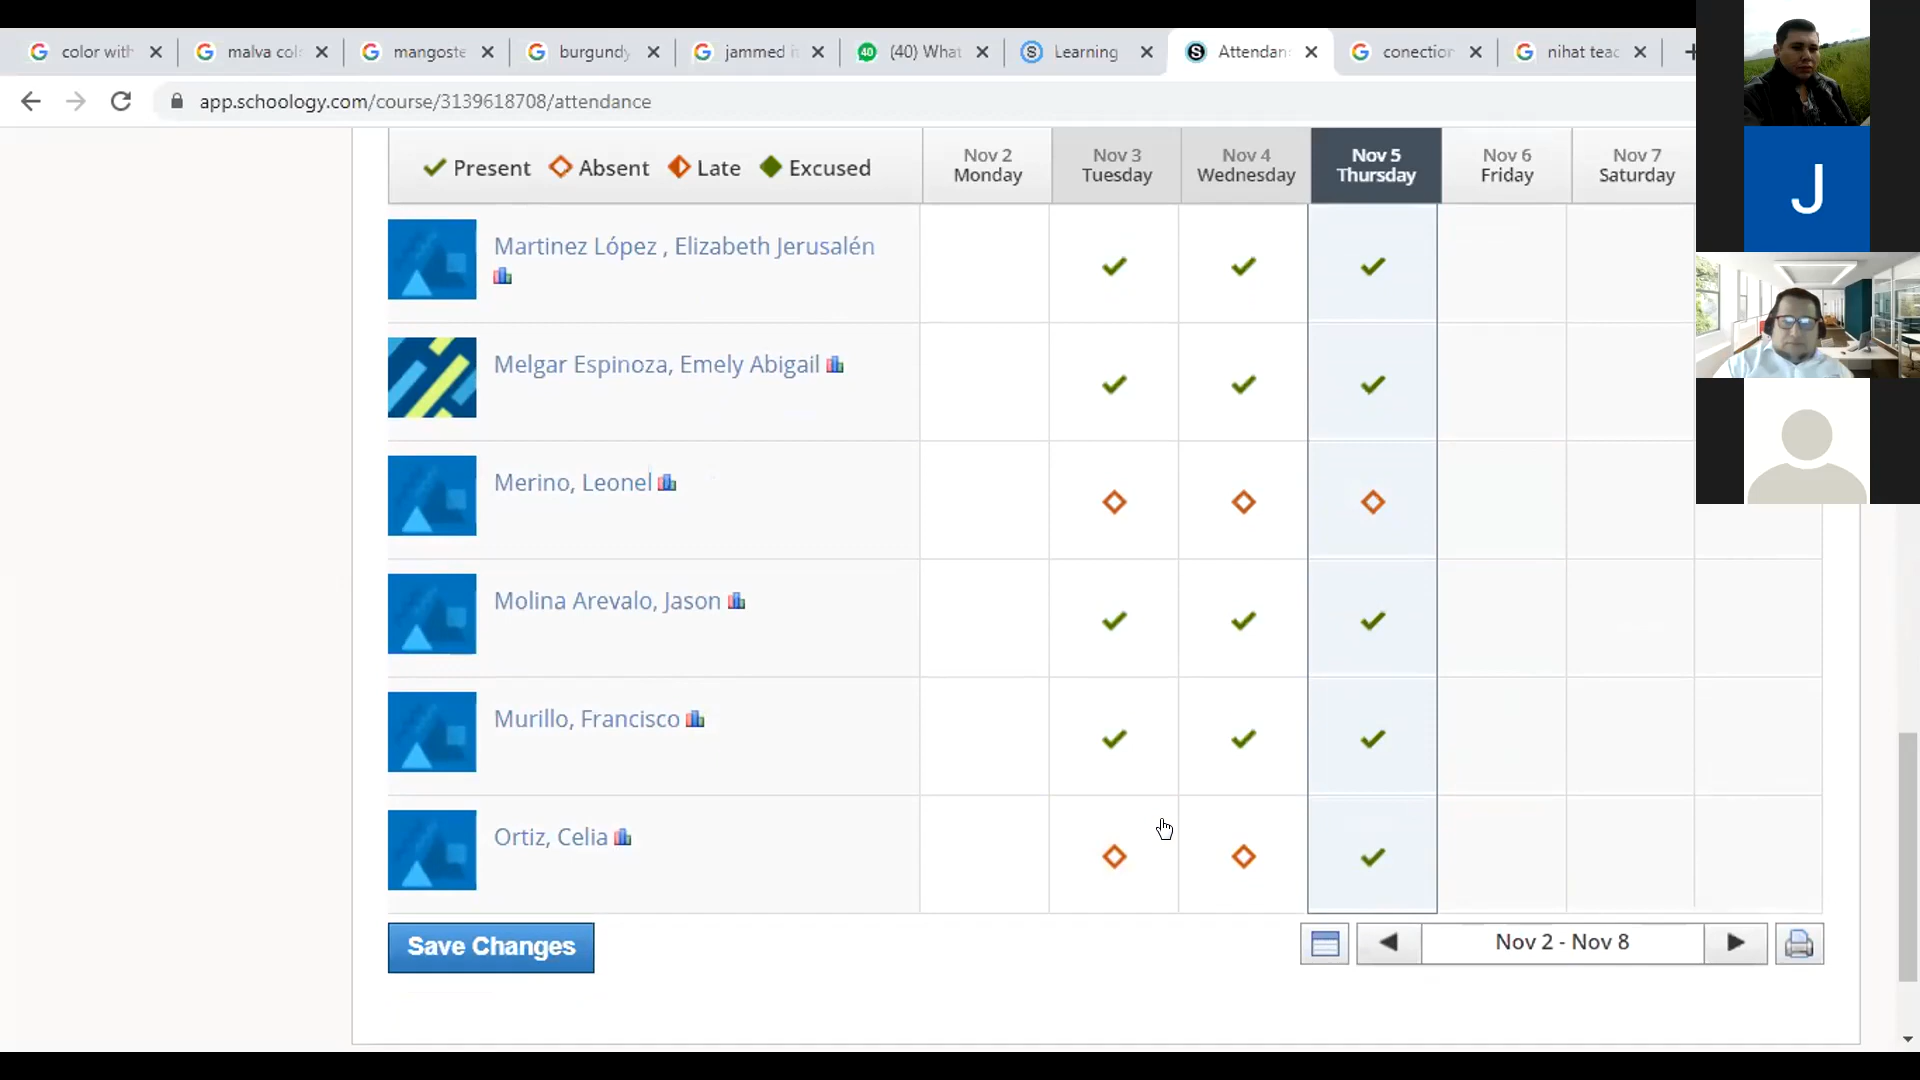 color with
malva col
mangoste
burgundy
jammed i
40
(40) What
Learning
S
Attendan
conection
nihat teac
app.schoology.com/course/3139618708/attendance
J
Present Absent Late Excused
Nov 2 Monday
Nov 3 Tuesday
Nov 4 Wednesday
Nov 5 Thursday
Nov 6 Friday
Nov 7 Saturday
Martinez López , Elizabeth Jerusalén
Melgar Espinoza, Emely Abigail
Merino, Leonel
Molina Arevalo, Jason
Murillo, Francisco
Ortiz, Celia
Save Changes
Nov 2 - Nov 8